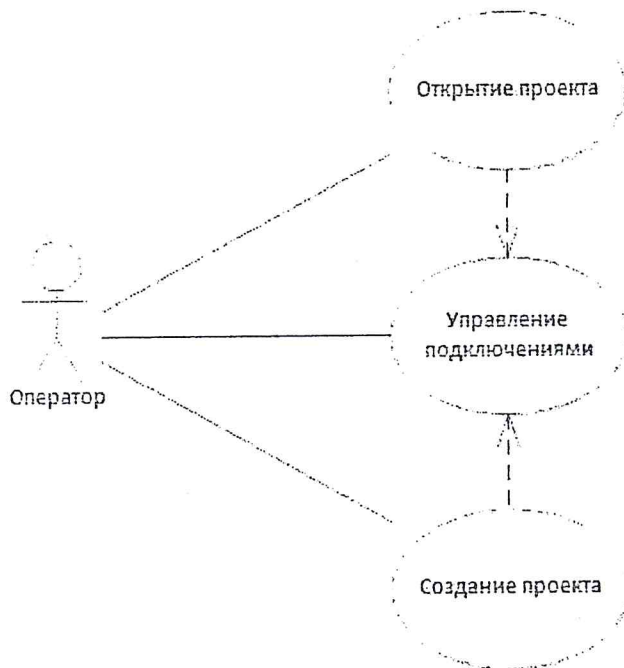 Открытие проекта
Управление
подключениями
Оператор
Создание проекта